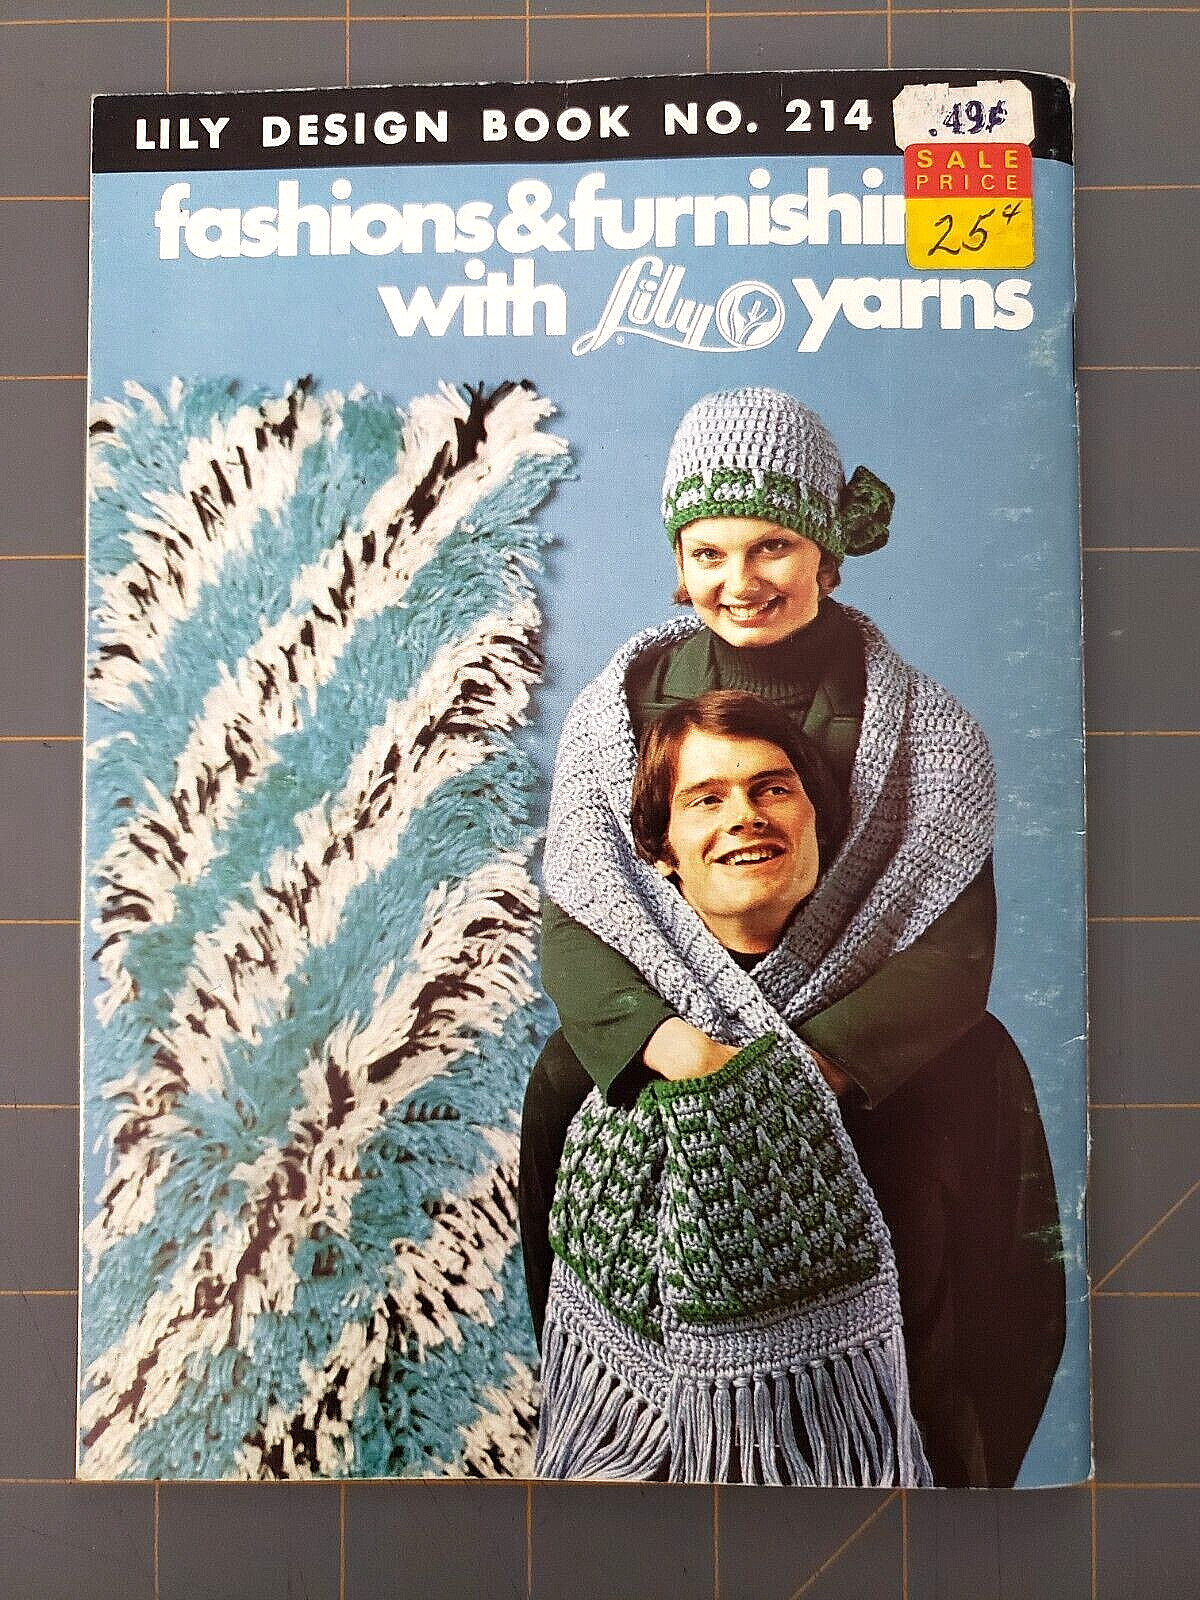 LILY DESIGN BOOK NO. 214
.49¢
SALE
PRICE
25¢
fashions & furnishin
with Lily ® yarns